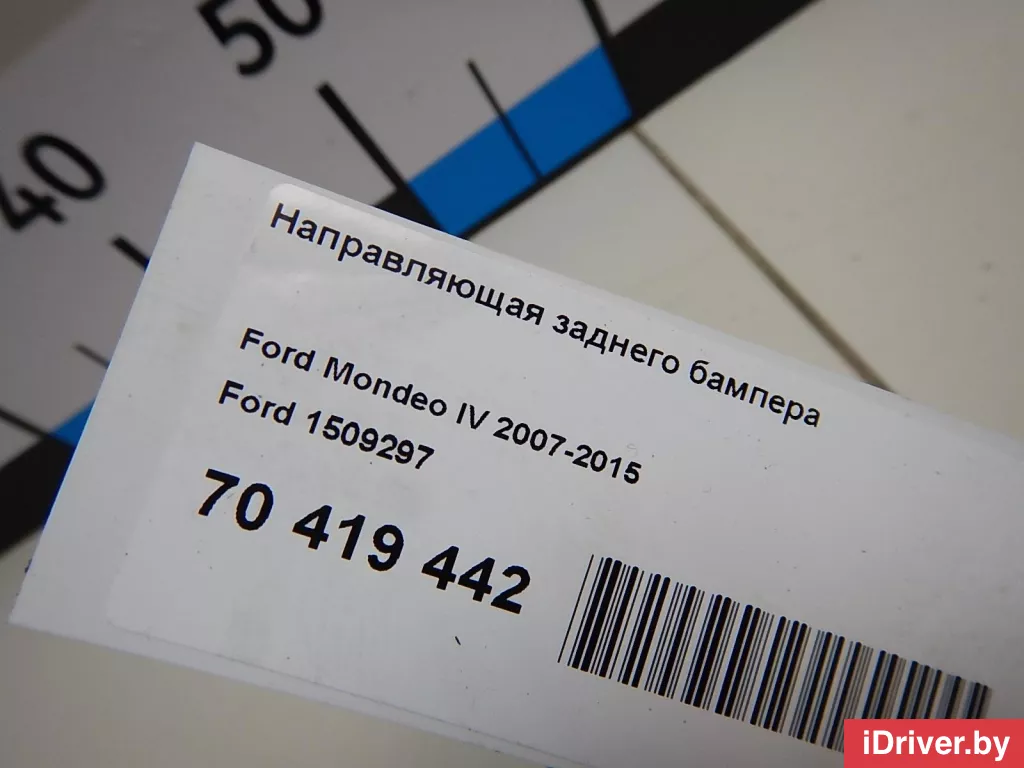 50
40
Направляющая заднего бампера
Ford Mondeo IV 2007-2015
Ford 1509297
70 419 442
iDriver.by